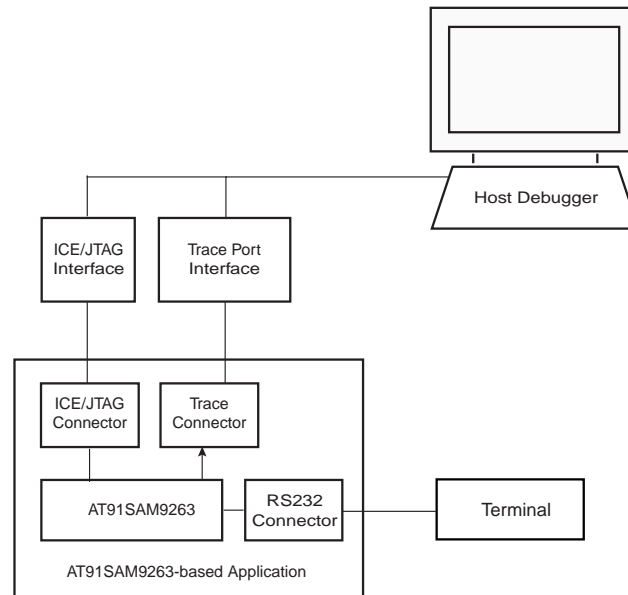 Host Debugger
ICE/JTAG
Interface
Trace Port
Interface
ICE/JTAG
Connector
Trace
Connector
AT91SAM9263
RS232
Connector
Terminal
AT91SAM9263-based Application